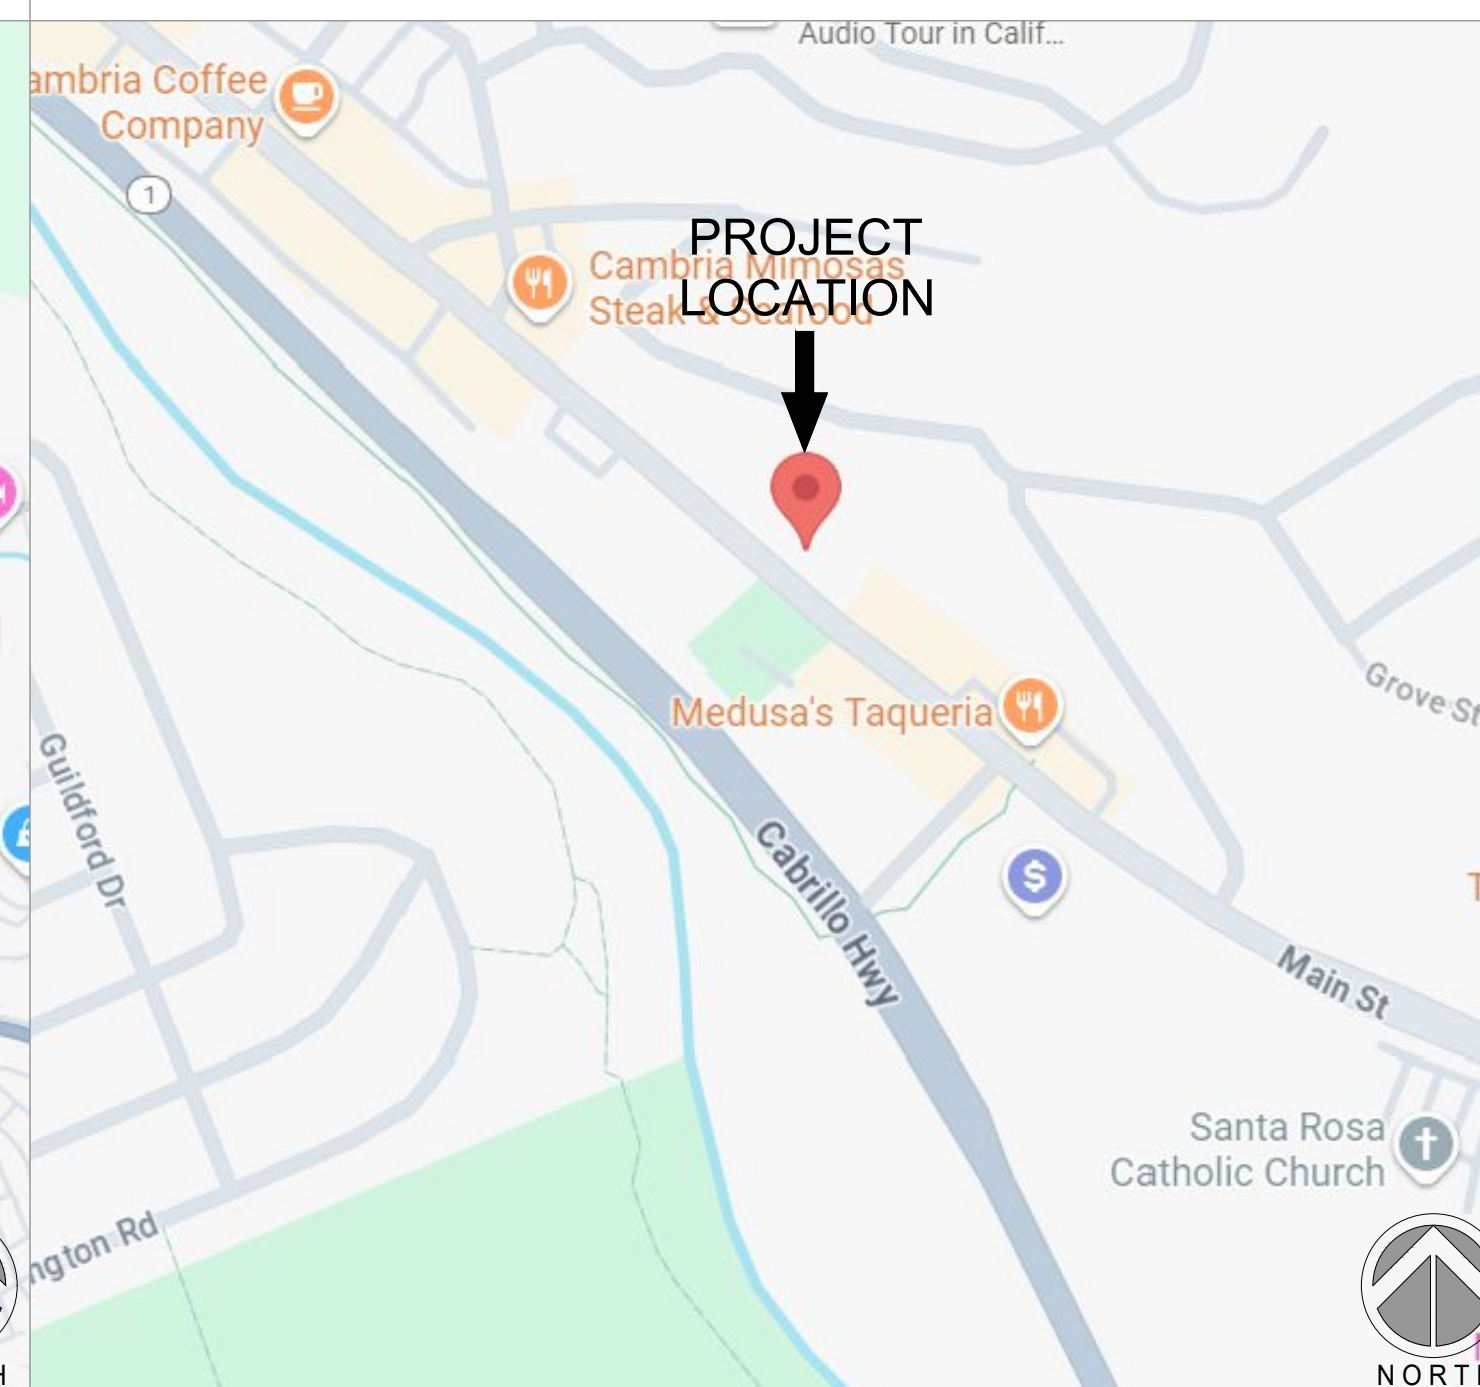 Audio Tour in Calif...
ambria Coffee
Company
1
PROJECT
LOCATION
Cambria Mimosas
Steak & Seafood
Medusa's Taqueria
Grove St
Guildford Dr
Cabrillo Hwy
$
Main St
T
Santa Rosa
Catholic Church
ngton Rd
H
NORTH